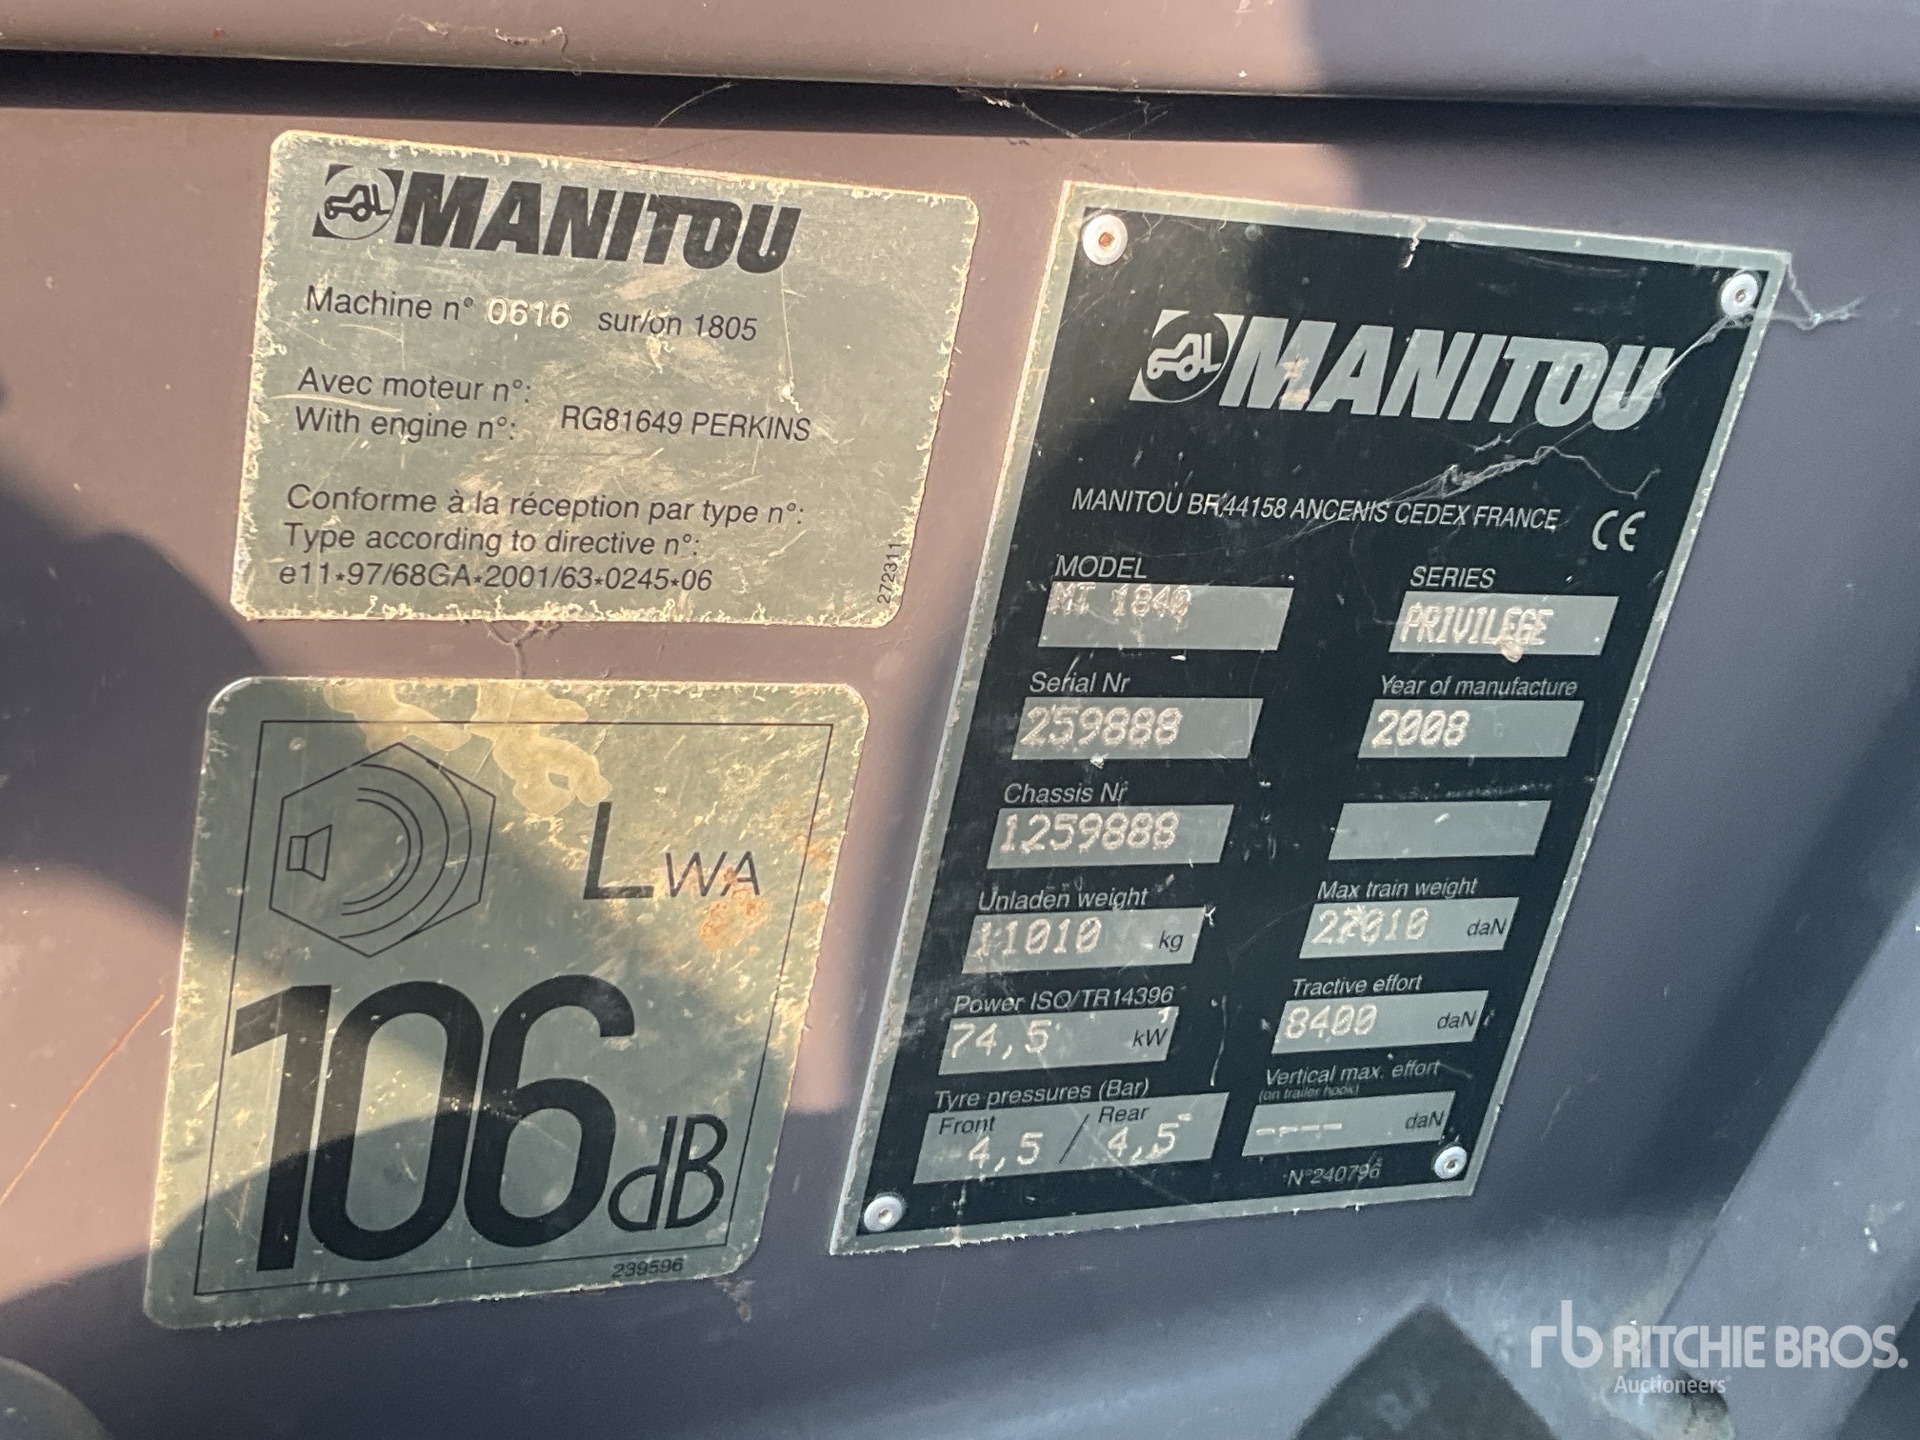 MANITOU
Machine n° 0616 sur/on 1805
Avec moteur n°:
With engine n°: RG81649 PERKINS
Conforme à la réception par type n°:
Type according to directive n°:
e11*97/68GA*2001/63*0245*06
272311
LWA
106 dB
239596
MANITOU
MANITOU BF 44158 ANCENIS CEDEX FRANCE CE
MODEL SERIES
MT 1840 PRIVILEGE
Serial Nr Year of manufacture
259888 2008
Chassis Nr
1259888
Unladen weight Max train weight
11010 kg 27010 daN
Power ISO/TR14396 Tractive effort
74,5 kW 8400 daN
Tyre pressures (Bar) Vertical max. effort
(on trailer hook)
Front Rear
4,5 / 4,5 ---- daN
N°240796
rb RITCHIE BROS.
Auctioneers